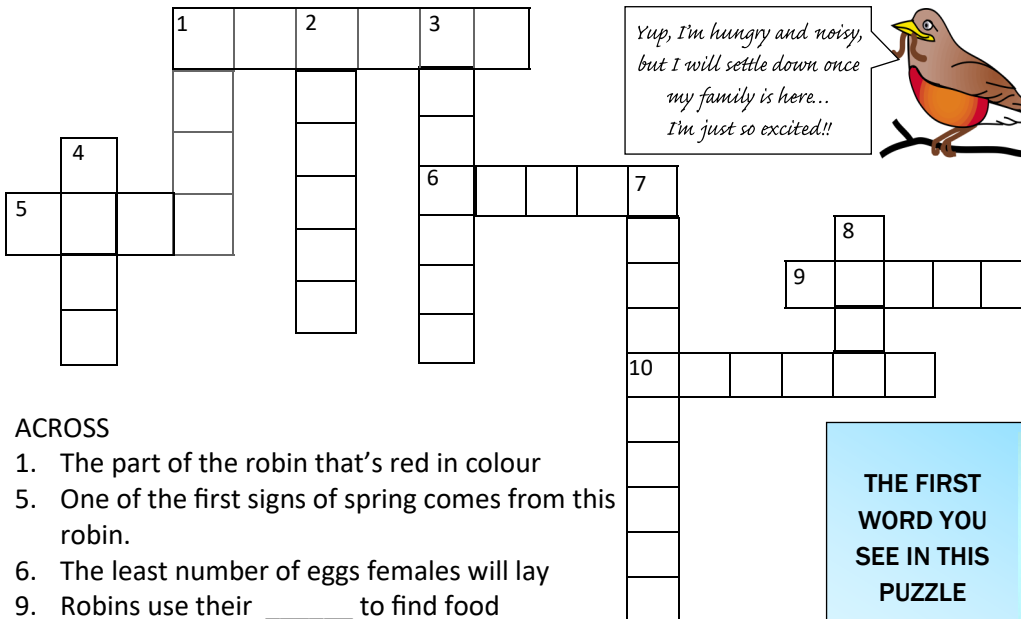 1
2
3
Yup, I'm hungry and noisy,
but I will settle down once
my family is here...
I'm just so excited!!
4
5
6
7
8
9
10
ACROSS
1. The part of the robin that's red in colour
5. One of the first signs of spring comes from this
robin.
6. The least number of eggs females will lay
9. Robins use their _______ to find food
THE FIRST
WORD YOU
SEE IN THIS
PUZZLE